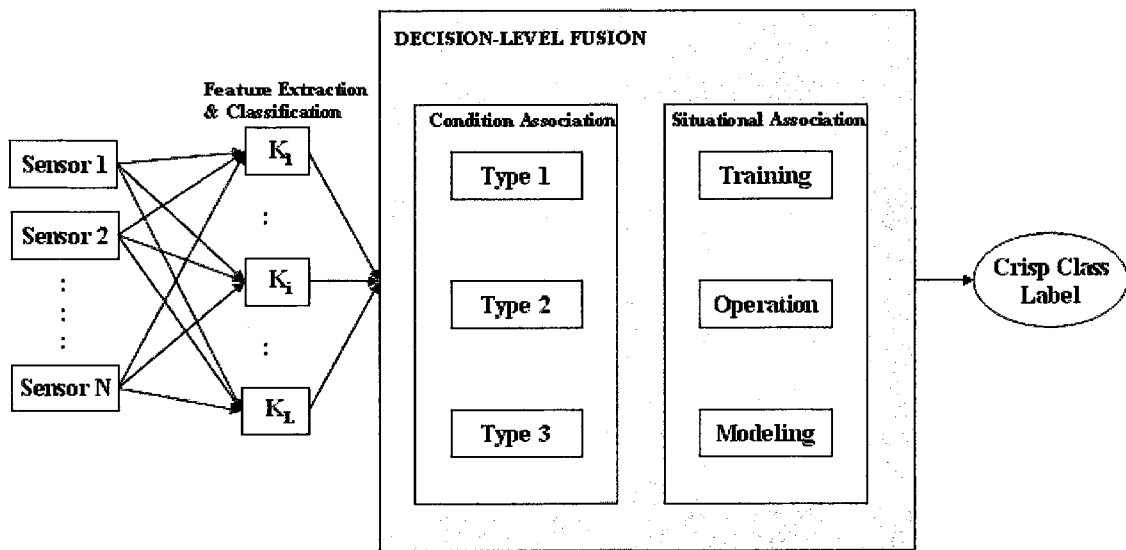 DECISION-LEVEL FUSION
Feature Extraction
& Classification
Sensor 1
Sensor 2
Sensor N
K1
Ki
KL
Condition Association
Type 1
Type 2
Type 3
Situational Association
Training
Operation
Modeling
Crisp Class
Label